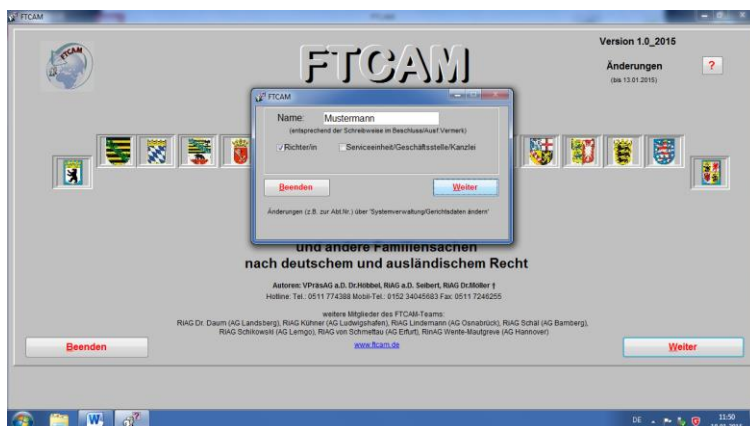 FTCAM
Version 1.0_2015
FTCAM
FTCAM
Änderungen
?
(bis 13.01.2015)
FTCAM
Name: Mustermann
(entsprechend der Schreibweise im Beschluss/Ausf.Vermerk)
Richter/in Serviceeinheit/Geschäftsstelle/Kanzlei
Beenden Weiter
Änderungen (z.B. zur Abt.Nr.) über "Systemverwaltung/Gerichtsdaten ändern"
und andere Familiensachen
nach deutschem und ausländischem Recht
Autoren: VPräsAG a.D. Dr.Höbbel, RiAG a.D. Seibert, RiAG Dr.Möller †
Hotline: Tel.: 0511 774388 Mobil-Tel.: 0152 34045683 Fax: 0511 7246255
weitere Mitglieder des FTCAM-Teams:
RiAG Dr. Daum (AG Landsberg), RiAG Kühner (AG Ludwigshafen), RiAG Lindemann (AG Osnabrück), RiAG Schal (AG Bamberg),
RiAG Schikowski (AG Lemgo), RiAG von Schmettau (AG Erfurt), RinAG Wente-Mautgreve (AG Hannover)
www.ftcam.de
Beenden Weiter
DE 11:50